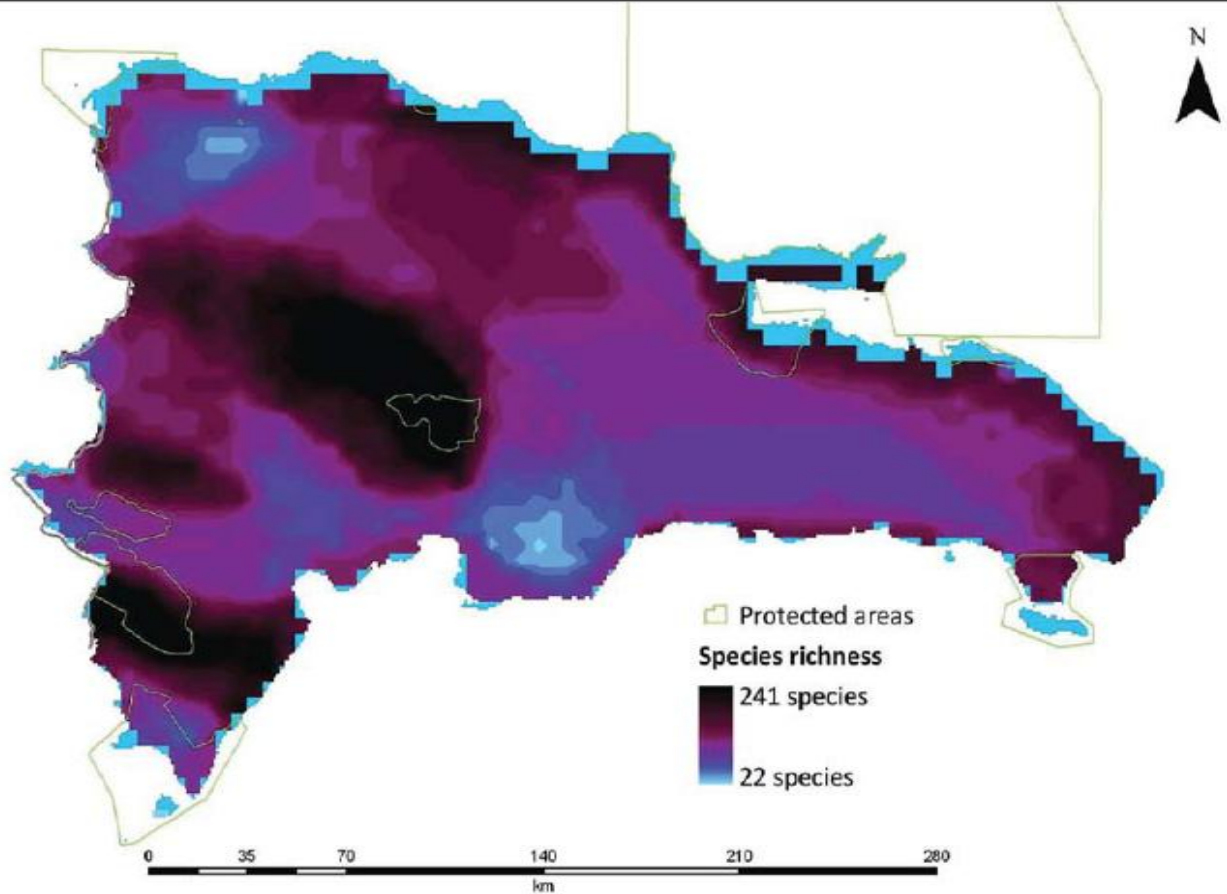 N
Protected areas
Species richness
241 species
22 species
0 35 70 140 210 280
km